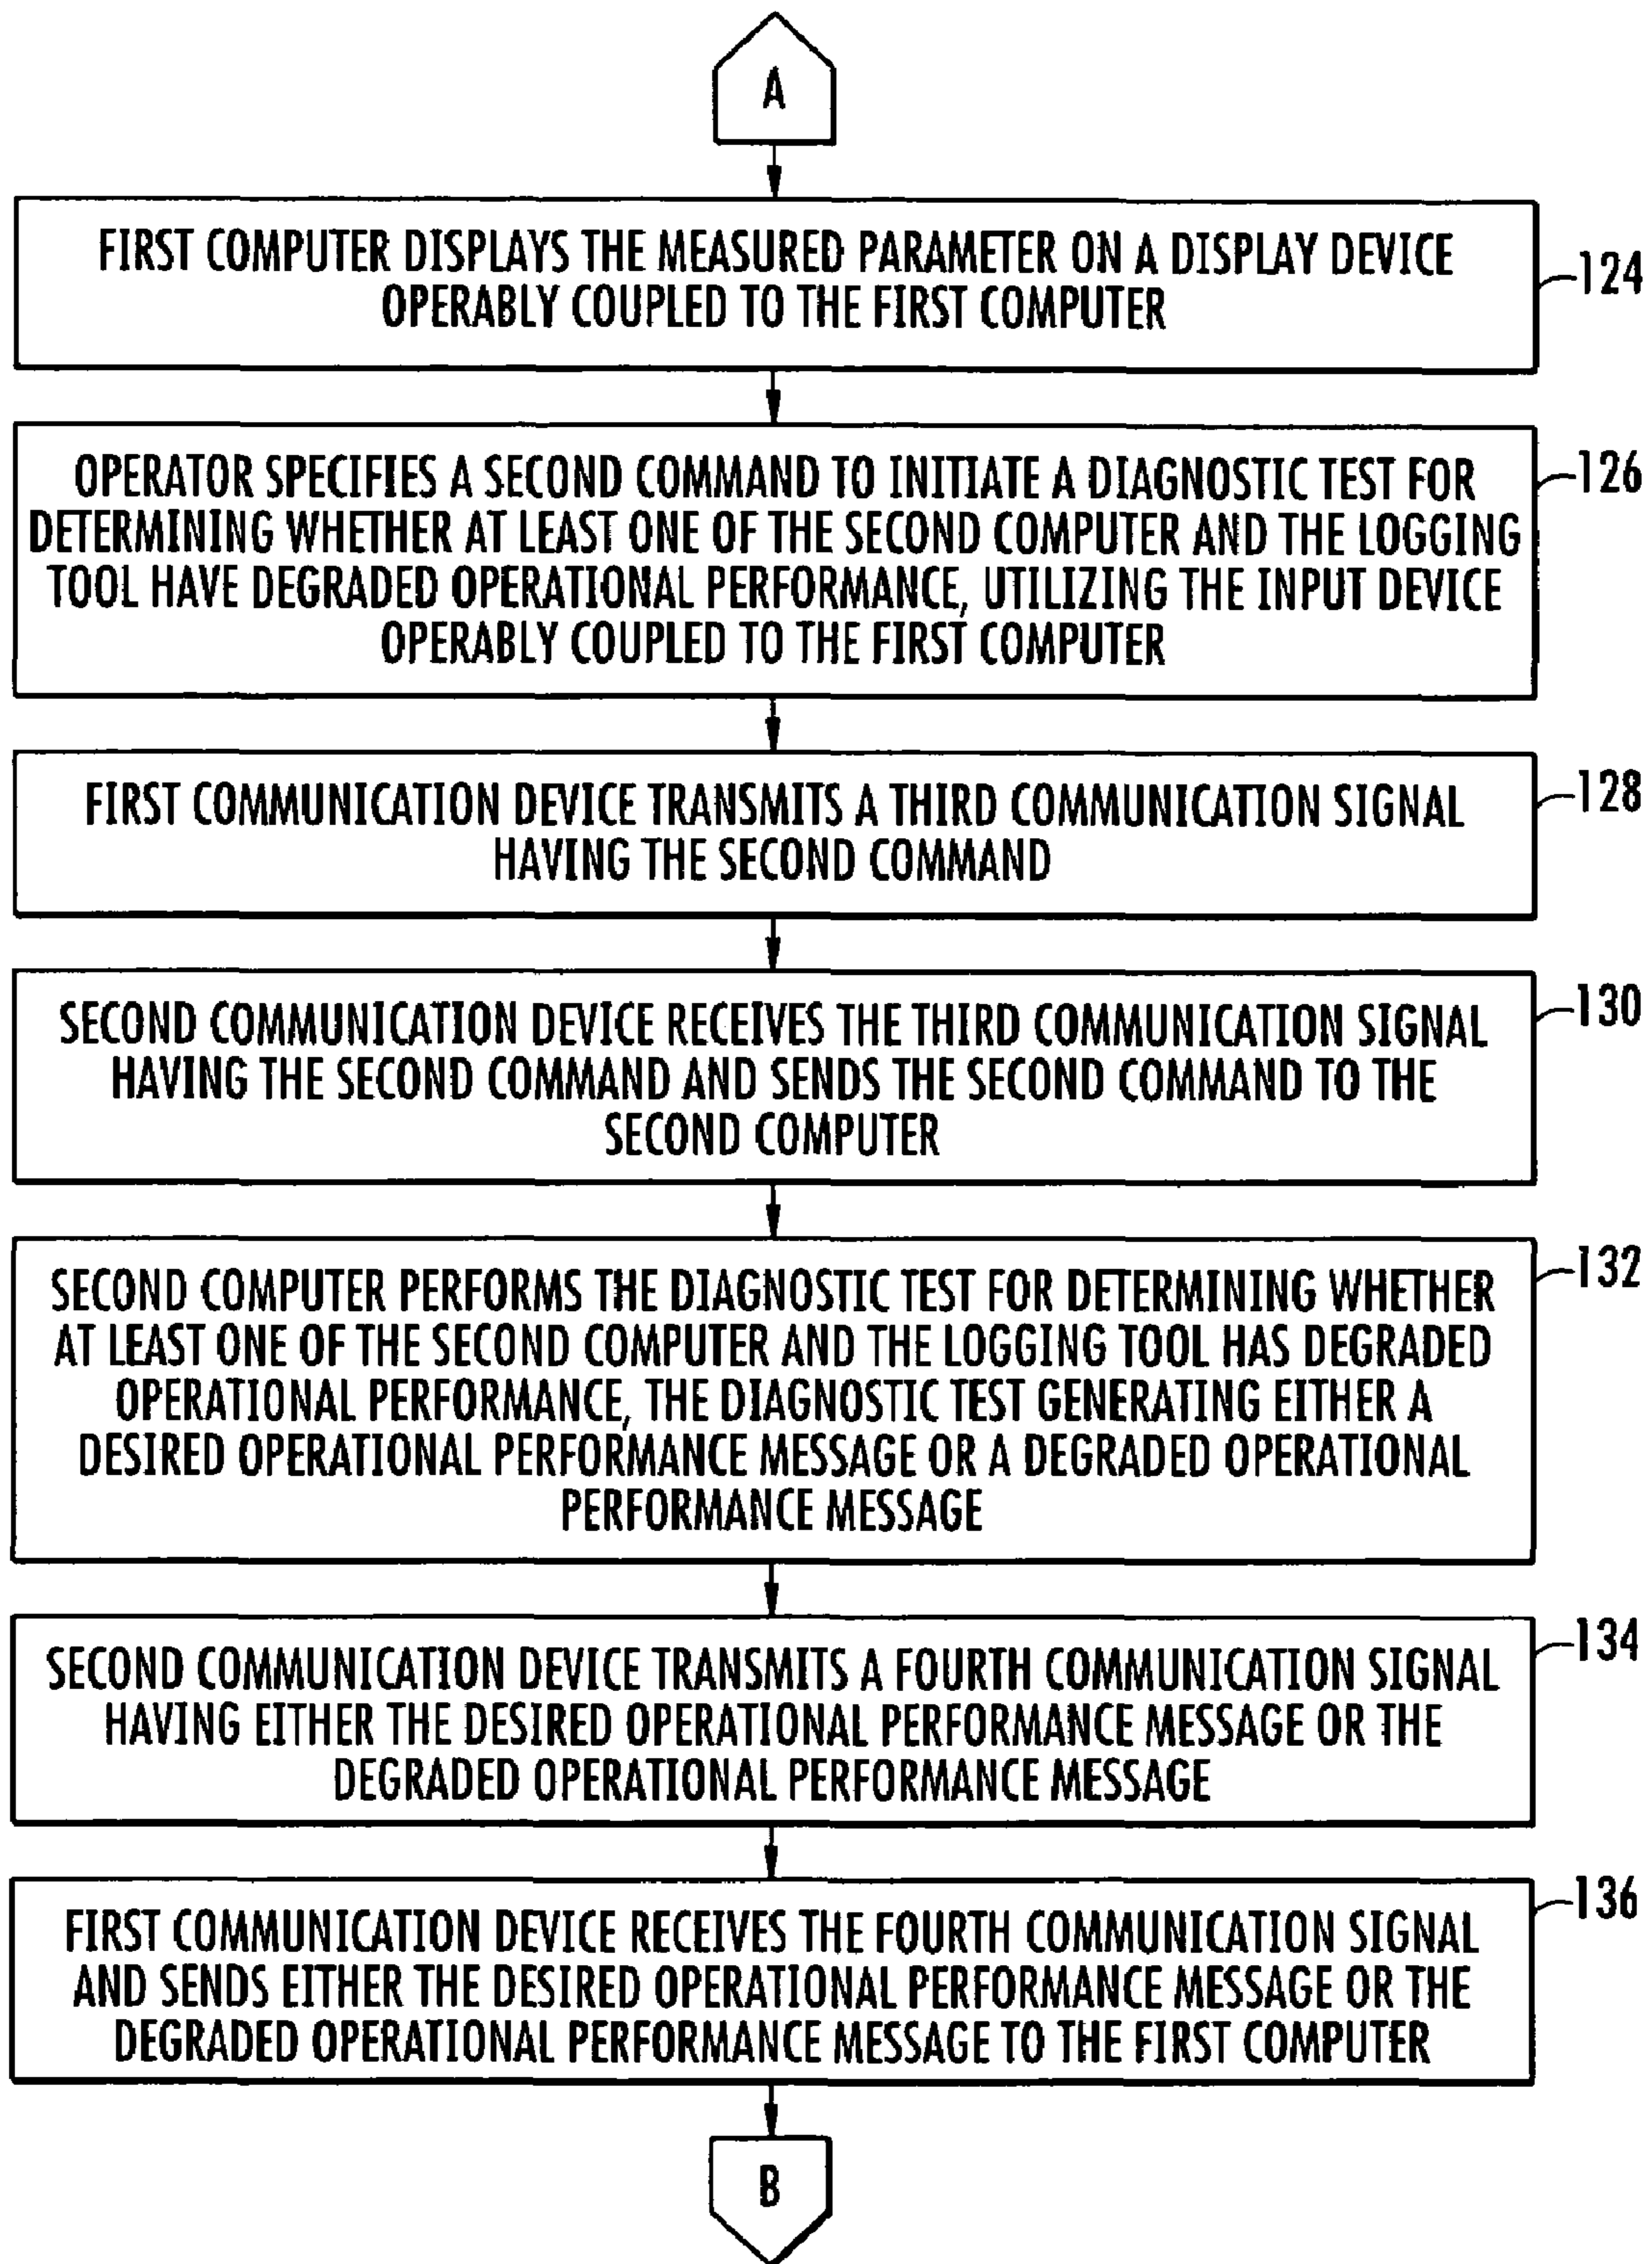 A
FIRST COMPUTER DISPLAYS THE MEASURED PARAMETER ON A DISPLAY DEVICE
OPERABLY COUPLED TO THE FIRST COMPUTER
124
OPERATOR SPECIFIES A SECOND COMMAND TO INITIATE A DIAGNOSTIC TEST FOR
DETERMINING WHETHER AT LEAST ONE OF THE SECOND COMPUTER AND THE LOGGING
TOOL HAVE DEGRADED OPERATIONAL PERFORMANCE, UTILIZING THE INPUT DEVICE
OPERABLY COUPLED TO THE FIRST COMPUTER
126
FIRST COMMUNICATION DEVICE TRANSMITS A THIRD COMMUNICATION SIGNAL
HAVING THE SECOND COMMAND
128
SECOND COMMUNICATION DEVICE RECEIVES THE THIRD COMMUNICATION SIGNAL
HAVING THE SECOND COMMAND AND SENDS THE SECOND COMMAND TO THE
SECOND COMPUTER
130
SECOND COMPUTER PERFORMS THE DIAGNOSTIC TEST FOR DETERMINING WHETHER
AT LEAST ONE OF THE SECOND COMPUTER AND THE LOGGING TOOL HAS DEGRADED
OPERATIONAL PERFORMANCE, THE DIAGNOSTIC TEST GENERATING EITHER A
DESIRED OPERATIONAL PERFORMANCE MESSAGE OR A DEGRADED OPERATIONAL
PERFORMANCE MESSAGE
132
SECOND COMMUNICATION DEVICE TRANSMITS A FOURTH COMMUNICATION SIGNAL
HAVING EITHER THE DESIRED OPERATIONAL PERFORMANCE MESSAGE OR THE
DEGRADED OPERATIONAL PERFORMANCE MESSAGE
134
FIRST COMMUNICATION DEVICE RECEIVES THE FOURTH COMMUNICATION SIGNAL
AND SENDS EITHER THE DESIRED OPERATIONAL PERFORMANCE MESSAGE OR THE
DEGRADED OPERATIONAL PERFORMANCE MESSAGE TO THE FIRST COMPUTER
136
B